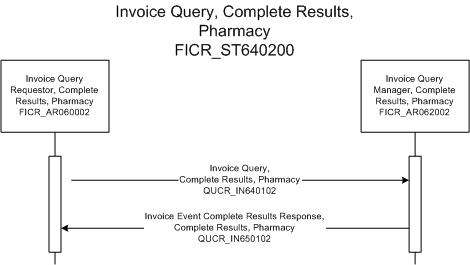 Invoice Query, Complete Results,
Pharmacy
FICR_ST640200
Invoice Query
Requestor, Complete
Results, Pharmacy
FICR_AR060002
Invoice Query
Manager, Complete
Results, Pharmacy
FICR_AR062002
Invoice Query,
Complete Results, Pharmacy
QUCR_IN640102
Invoice Event Complete Results Response,
Complete Results, Pharmacy
QUCR_IN650102